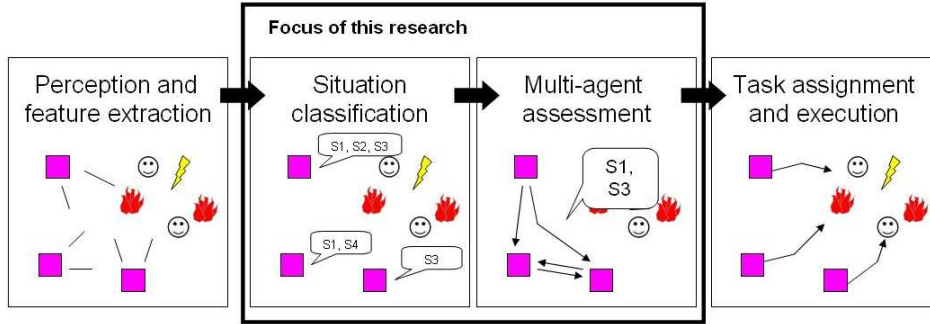 Focus of this research
Perception and
feature extraction
Situation
classification
S1, S2, S3
S1, S4
S3
Multi-agent
assessment
S1,
S3
Task assignment
and execution